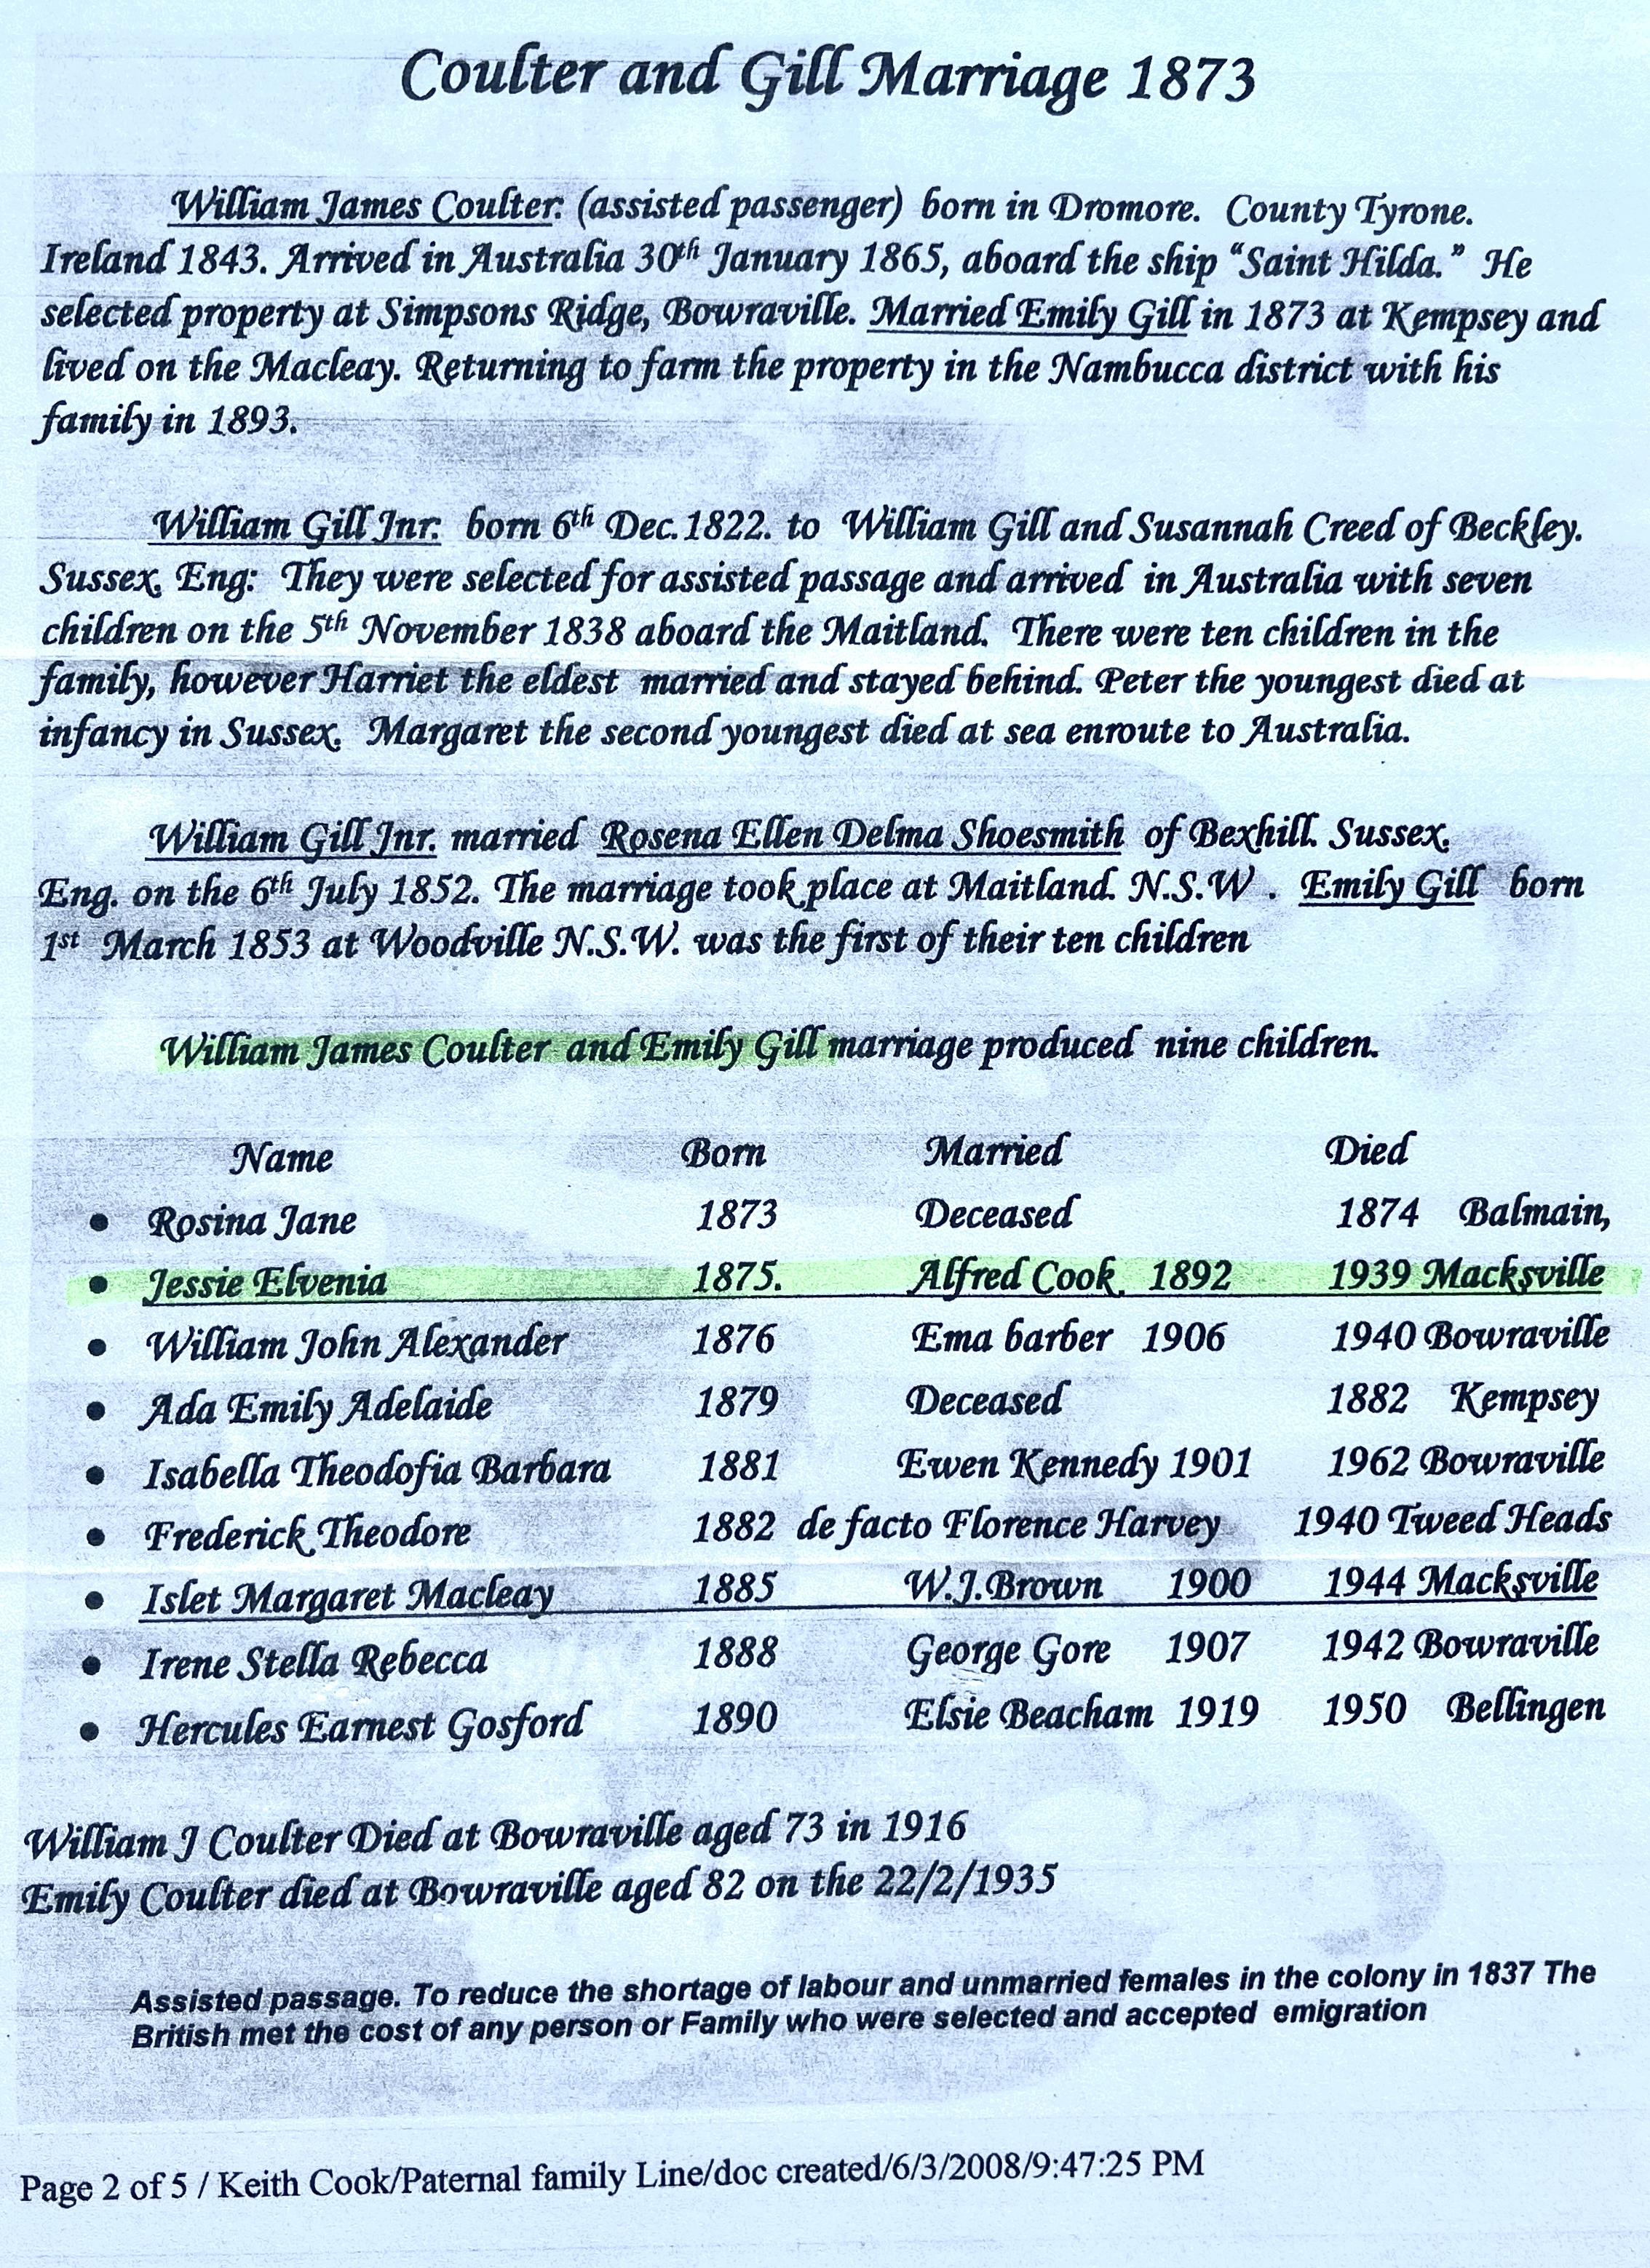 Coulter and Gill Marriage 1873
William James Coulter: (assisted passenger) born in Dromore. County Tyrone.
Ireland 1843. Arrived in Australia 30th January 1865, aboard the ship “Saint Hilda.” He
selected property at Simpsons Ridge, Bowraville. Married Emily Gill in 1873 at Kempsey and
lived on the Macleay. Returning to farm the property in the Nambucca district with his
family in 1893.
William Gill Jnr: born 6th Dec.1822. to William Gill and Susannah Creed of Beckley.
Sussex. Eng: They were selected for assisted passage and arrived in Australia with seven
children on the 5th November 1838 aboard the Maitland. There were ten children in the
family, however Harriet the eldest married and stayed behind. Peter the youngest died at
infancy in Sussex. Margaret the second youngest died at sea enroute to Australia.
William Gill Jnr. married Rosena Ellen Delma Shoesmith of Bexhill. Sussex.
Eng. on the 6th July 1852. The marriage took place at Maitland. N.S.W . Emily Gill born
1st March 1853 at Woodville N.S.W. was the first of their ten children
William James Coulter and Emily Gill marriage produced nine children.
Name Born Married Died
• Rosina Jane 1873 Deceased 1874 Balmain,
• Jessie Elvenia 1875. Alfred Cook. 1892 1939 Macksville
• William John Alexander 1876 Ema barber 1906 1940 Bowraville
• Ada Emily Adelaide 1879 Deceased 1882 Kempsey
• Isabella Theodofia Barbara 1881 Ewen Kennedy 1901 1962 Bowraville
• Frederick Theodore 1882 de facto Florence Harvey 1940 Tweed Heads
• Islet Margaret Macleay 1885 W.J.Brown 1900 1944 Macksville
• Irene Stella Rebecca 1888 George Gore 1907 1942 Bowraville
• Hercules Earnest Gosford 1890 Elsie Beacham 1919 1950 Bellingen
William J Coulter Died at Bowraville aged 73 in 1916
Emily Coulter died at Bowraville aged 82 on the 22/2/1935
Assisted passage. To reduce the shortage of labour and unmarried females in the colony in 1837 The
British met the cost of any person or Family who were selected and accepted emigration
Page 2 of 5 / Keith Cook/Paternal family Line/doc created/6/3/2008/9:47:25 PM